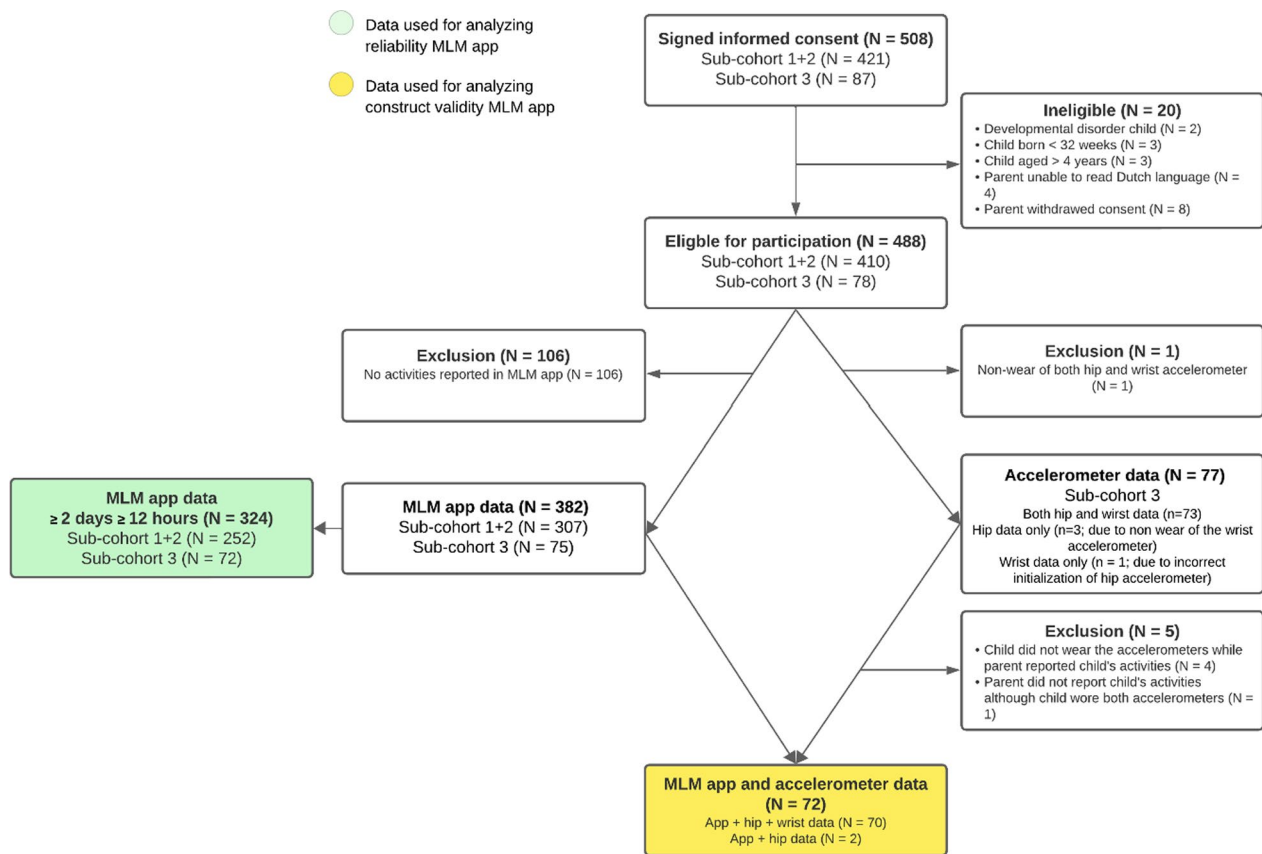 Data used for analyzing
reliability MLM app
Data used for analyzing
construct validity MLM app
Signed informed consent (N = 508)
Sub-cohort 1+2 (N = 421)
Sub-cohort 3 (N = 87)
Ineligible (N = 20)
• Developmental disorder child (N = 2)
• Child born < 32 weeks (N = 3)
• Child aged > 4 years (N = 3)
• Parent unable to read Dutch language (N =
4)
• Parent withdrawed consent (N = 8)
Eligble for participation (N = 488)
Sub-cohort 1+2 (N = 410)
Sub-cohort 3 (N = 78)
Exclusion (N = 106)
No activities reported in MLM app (N = 106)
Exclusion (N = 1)
Non-wear of both hip and wrist accelerometer
(N = 1)
MLM app data
≥ 2 days ≥ 12 hours (N = 324)
Sub-cohort 1+2 (N = 252)
Sub-cohort 3 (N = 72)
MLM app data (N = 382)
Sub-cohort 1+2 (N = 307)
Sub-cohort 3 (N = 75)
Accelerometer data (N = 77)
Sub-cohort 3
Both hip and wirst data (n=73)
Hip data only (n=3; due to non wear of the wrist
accelerometer)
Wrist data only (n = 1; due to incorrect
initialization of hip accelerometer)
Exclusion (N = 5)
• Child did not wear the accelerometers while
parent reported child's activities (N = 4)
• Parent did not report child's activities
although child wore both accelerometers (N =
1)
MLM app and accelerometer data
(N = 72)
App + hip + wrist data (N = 70)
App + hip data (N = 2)